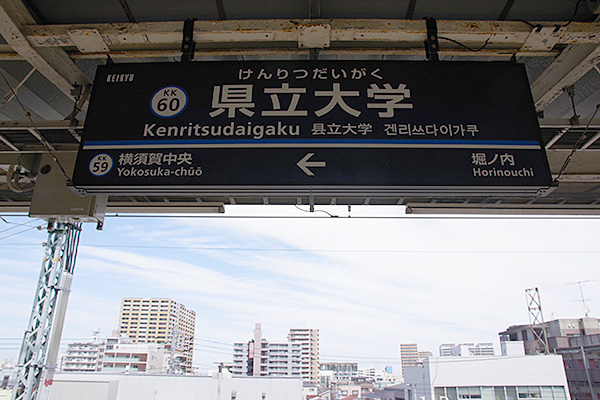 KEIKYU
けんりつだいがく
KK
60
県立大学
Kenritsudaigaku 县立大学 겐리쓰다이가쿠
KK
59
横須賀中央
Yokosuka-chūō
←
堀ノ内
Horinouchi